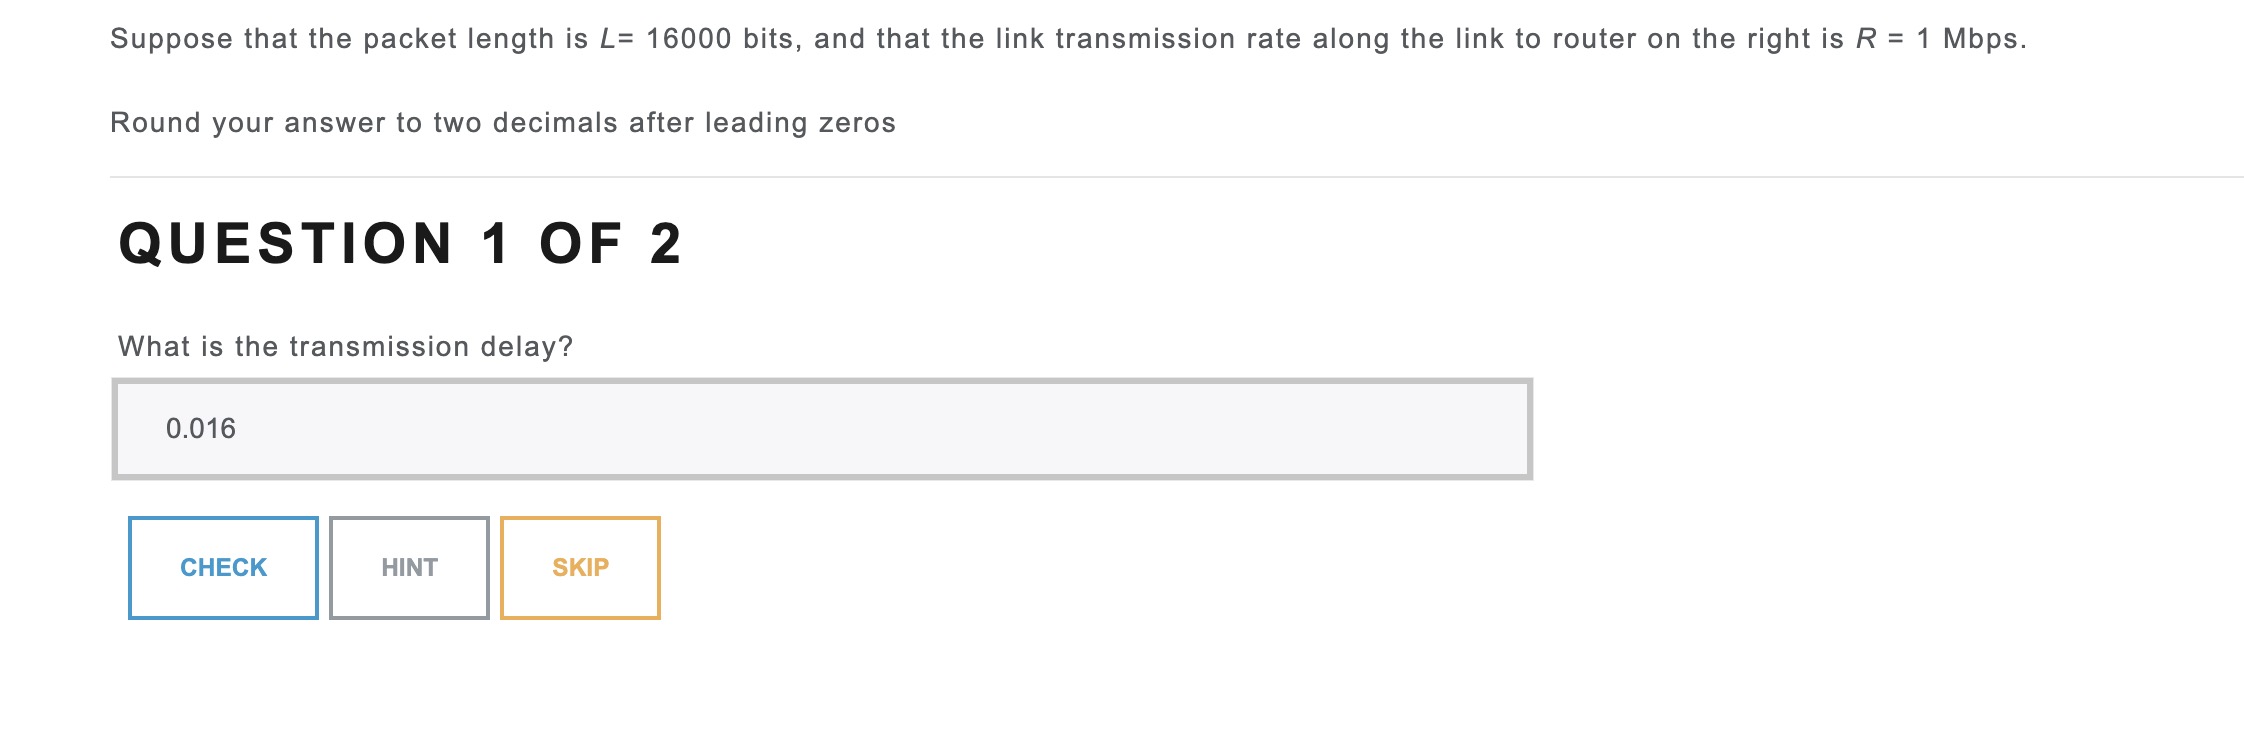 Suppose that the packet length is L= 16000 bits, and that the link transmission rate along the link to router on the right is R = 1 Mbps.
Round your answer to two decimals after leading zeros
QUESTION 1 OF 2
What is the transmission delay?
0.016
CHECK HINT SKIP